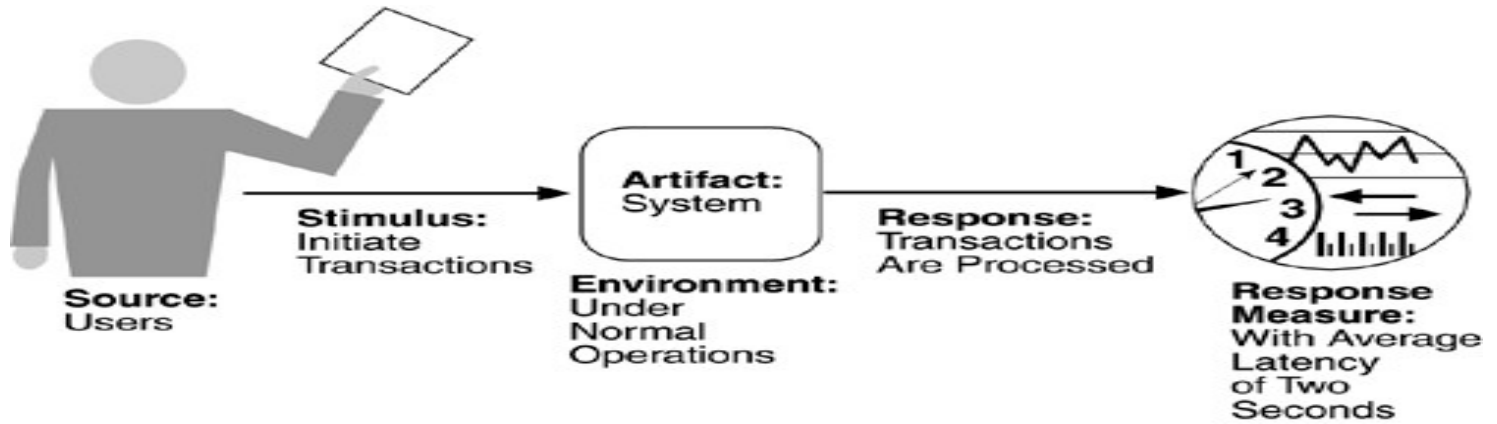 Source:
Users
Stimulus:
Initiate
Transactions
Artifact:
System
Environment:
Under
Normal
Operations
Response:
Transactions
Are Processed
1
2
3
4
Response
Measure:
With Average
Latency
of Two
Seconds